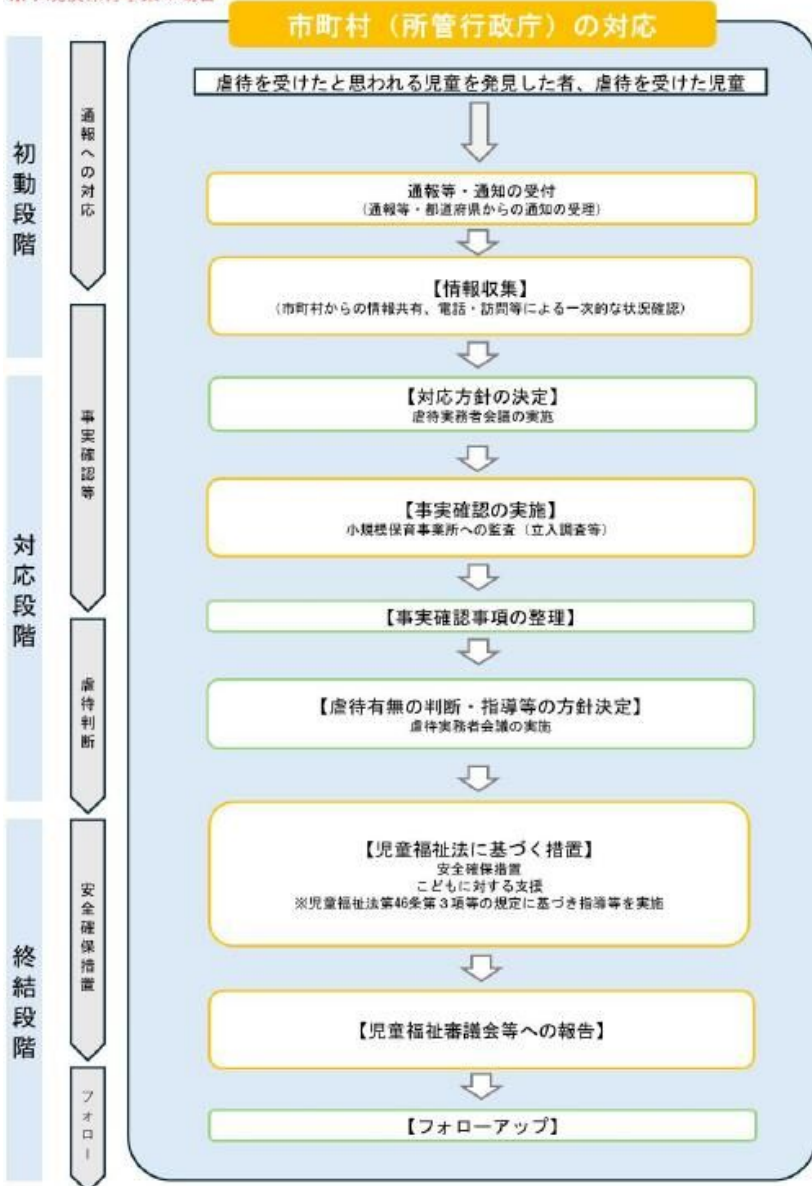 市町村（所管行政庁）の対応
虐待を受けたと思われる児童を発見した者、虐待を受けた児童
初動段階
通報への対応
通報等・通知の受付
（通報等・都道府県からの通知の受理）
【情報収集】
（市町村からの情報共有、電話・訪問等による一次的な状況確認）
対応段階
事実確認等
【対応方針の決定】
虐待実務者会議の実施
【事実確認の実施】
小規模保育事業所への監査（立入調査等）
【事実確認事項の整理】
虐待判断
【虐待有無の判断・指導等の方針決定】
虐待実務者会議の実施
終結段階
安全確保措置
【児童福祉法に基づく措置】
安全確保措置
こどもに対する支援
※児童福祉法第46条第３項等の規定に基づき指導等を実施
【児童福祉審議会等への報告】
フォロー
【フォローアップ】